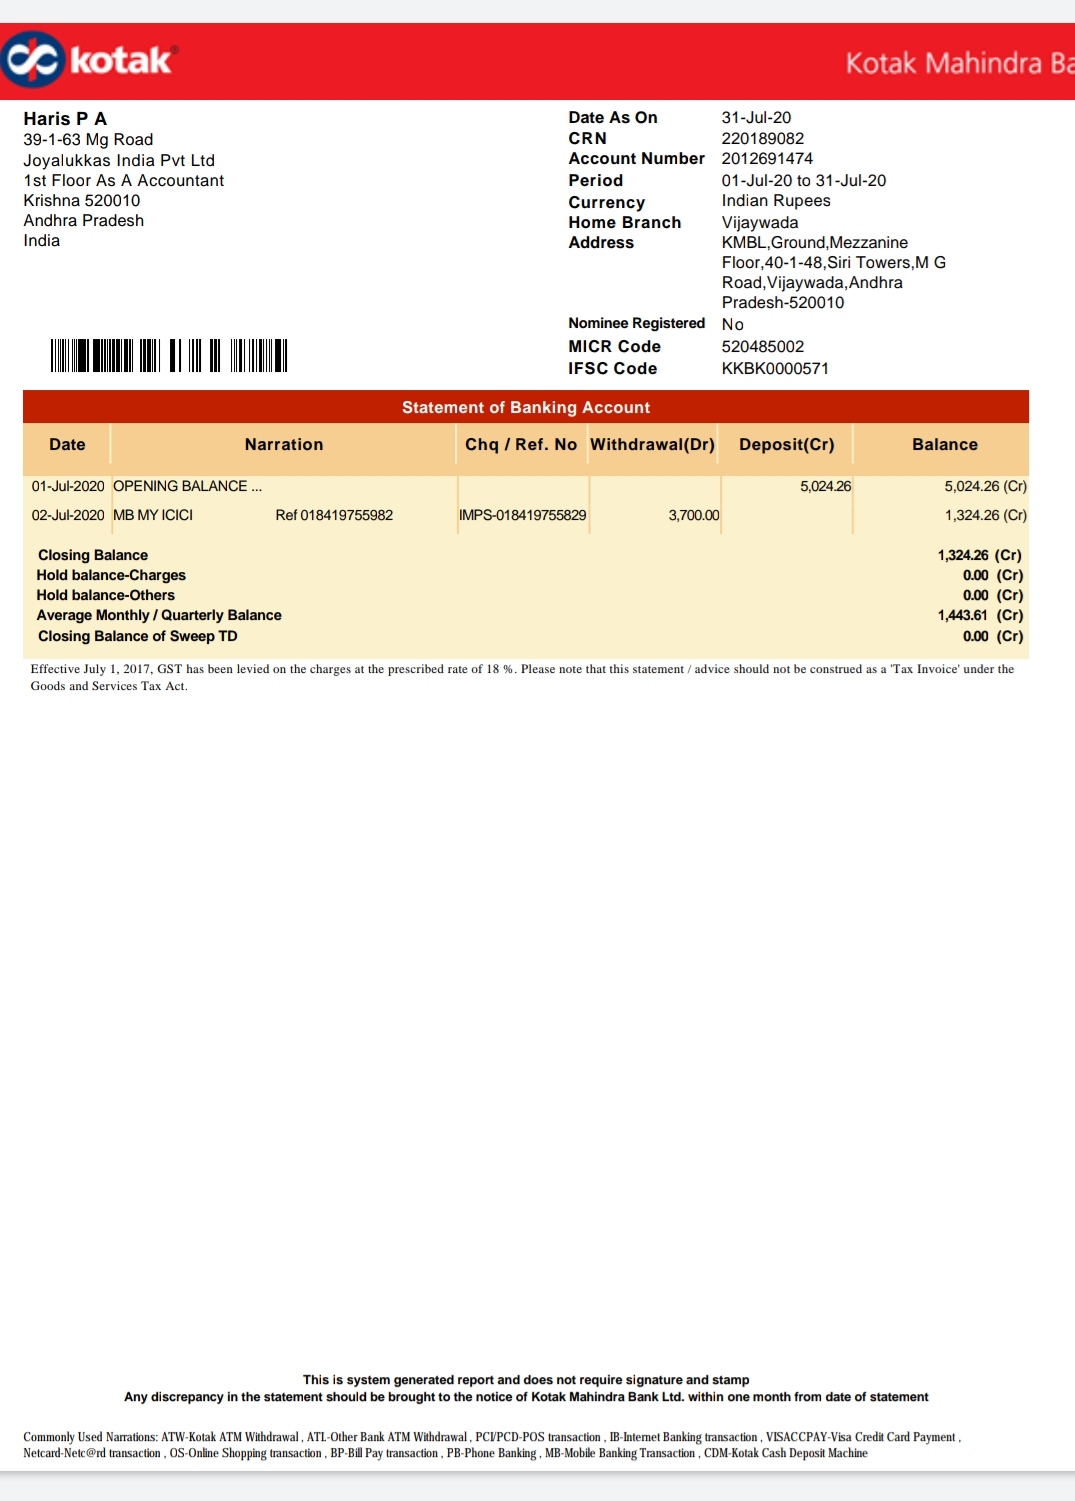 kotak
Kotak Mahindra Ba
Haris P A
39-1-63 Mg Road
Joyalukkas India Pvt Ltd
1st Floor As A Accountant
Krishna 520010
Andhra Pradesh
India
Date As On 31-Jul-20
CRN 220189082
Account Number 2012691474
Period 01-Jul-20 to 31-Jul-20
Currency Indian Rupees
Home Branch Vijaywada
Address KMBL,Ground,Mezzanine
Floor,40-1-48,Siri Towers,M G
Road,Vijaywada,Andhra
Pradesh-520010
Nominee Registered No
MICR Code 520485002
IFSC Code KKBK0000571
Statement of Banking Account
Date Narration Chq / Ref. No Withdrawal(Dr) Deposit(Cr) Balance
01-Jul-2020 OPENING BALANCE ... 5,024.26 5,024.26 (Cr)
02-Jul-2020 MB MY ICICI Ref 018419755982 IMPS-018419755829 3,700.00 1,324.26 (Cr)
Closing Balance 1,324.26 (Cr)
Hold balance-Charges 0.00 (Cr)
Hold balance-Others 0.00 (Cr)
Average Monthly / Quarterly Balance 1,443.61 (Cr)
Closing Balance of Sweep TD 0.00 (Cr)
Effective July 1, 2017, GST has been levied on the charges at the prescribed rate of 18 %. Please note that this statement / advice should not be construed as a 'Tax Invoice' under the
Goods and Services Tax Act.
This is system generated report and does not require signature and stamp
Any discrepancy in the statement should be brought to the notice of Kotak Mahindra Bank Ltd. within one month from date of statement
Commonly Used Narrations: ATW-Kotak ATM Withdrawal , ATL-Other Bank ATM Withdrawal , PCI/PCD-POS transaction , IB-Internet Banking transaction , VISACCPAY-Visa Credit Card Payment ,
Netcard-Netc@rd transaction , OS-Online Shopping transaction , BP-Bill Pay transaction , PB-Phone Banking , MB-Mobile Banking Transaction , CDM-Kotak Cash Deposit Machine